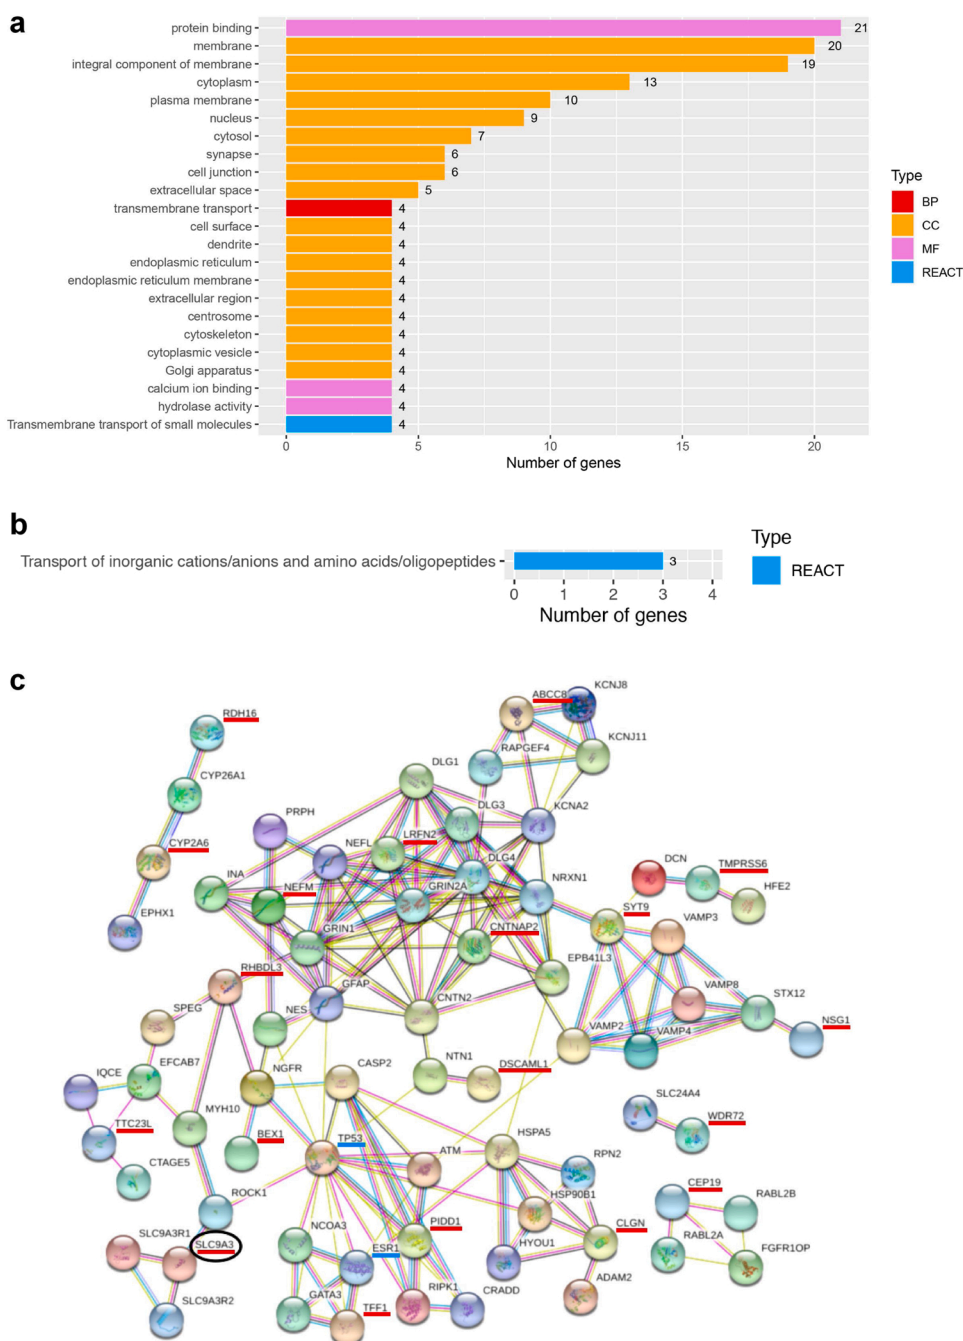 a
protein binding 21
membrane 20
integral component of membrane 19
cytoplasm 13
plasma membrane 10
nucleus 9
cytosol 7
synapse 6
cell junction 6
extracellular space 5
transmembrane transport 4
cell surface 4
dendrite 4
endoplasmic reticulum 4
endoplasmic reticulum membrane 4
extracellular region 4
centrosome 4
cytoskeleton 4
cytoplasmic vesicle 4
Golgi apparatus 4
calcium ion binding 4
hydrolase activity 4
Transmembrane transport of small molecules 4
0 5 10 15 20
Number of genes
Type
BP
CC
MF
REACT
b
Transport of inorganic cations/anions and amino acids/oligopeptides 3
0 1 2 3 4
Number of genes
Type
REACT
c
KCNJ8
ABCC8
RDH16
KCNJ11
RAPGEF4
DLG1
CYP26A1
DLG3
KCNA2
PRPH
LRFN2
CYP2A6
NEFL
DLG4
DCN
TMPRSS6
INA
NEFM
GRIN2A
NRXN1
HFE2
EPHX1
SYT9
VAMP3
GRIN1
CNTNAP2
EPB41L3
RHBDL3
GFAP
VAMP8
STX12
SPEG
NES
CNTN2
VAMP2
VAMP4
NSG1
NTN1
DSCAML1
IQCE
EFCAB7
NGFR
CASP2
SLC24A4
MYH10
TTC23L
WDR72
BEX1
TP53
ATM
HSPA5
RPN2
CTAGE5
CEP19
RABL2B
ROCK1
HSP90B1
SLC9A3R1
SLC9A3
NCOA3
PIDD1
CLGN
ESR1
HYOU1
RABL2A
FGFR1OP
GATA3
RIPK1
CRADD
ADAM2
SLC9A3R2
TFF1